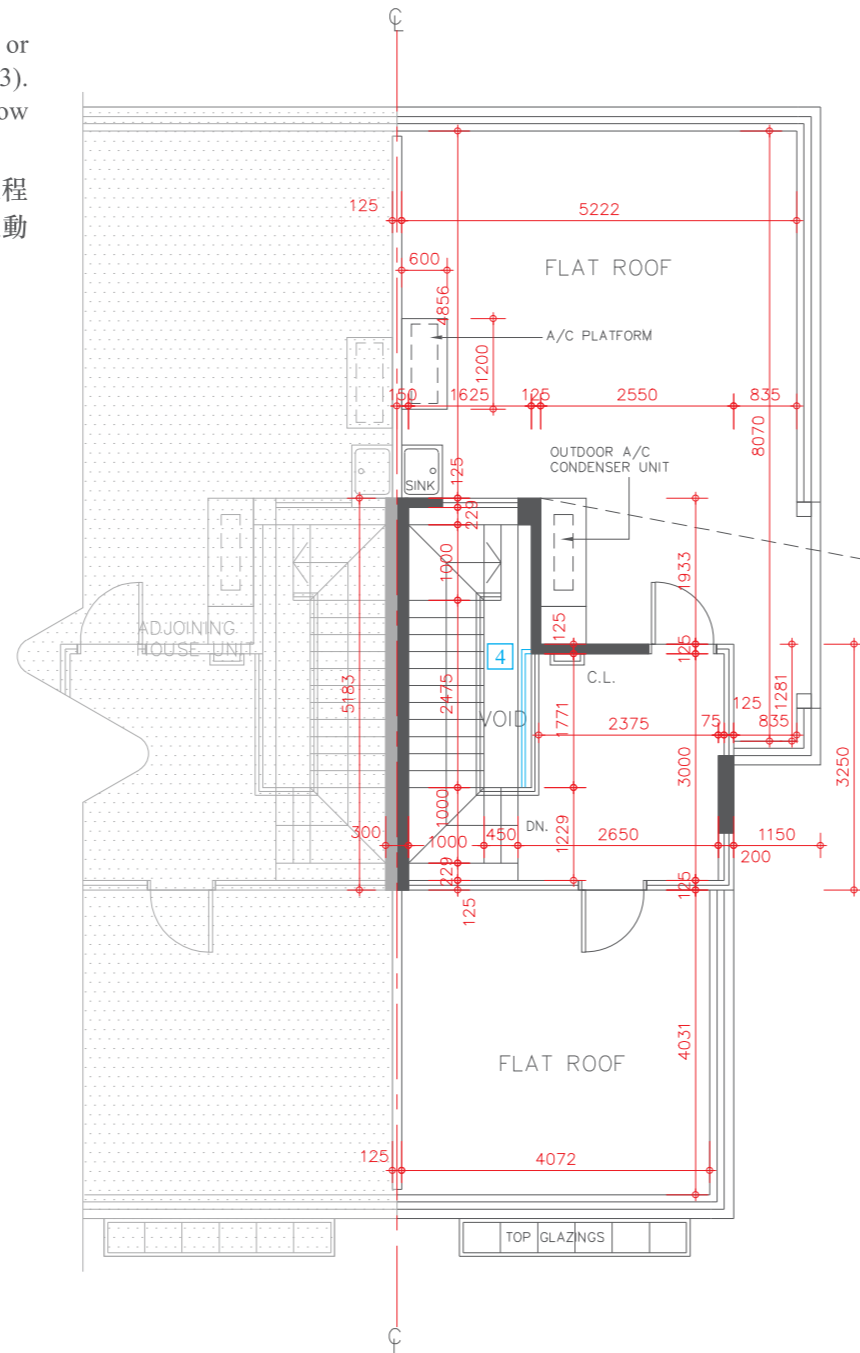 ℄
or
3).
ow
程
動
125
5222
600
FLAT ROOF
4856
A/C PLATFORM
1200
150
1625
125
2550
835
8070
OUTDOOR A/C
CONDENSER UNIT
SINK
125
229
1000
1933
125
125
ADJOINING
HOUSE UNIT
4
C.L.
5183
2475
VOID
1771
2375
75
125
1281
835
3000
3250
300
1000
1000
450
DN.
1229
2650
200
1150
229
125
125
4031
FLAT ROOF
125
4072
TOP GLAZINGS
℄